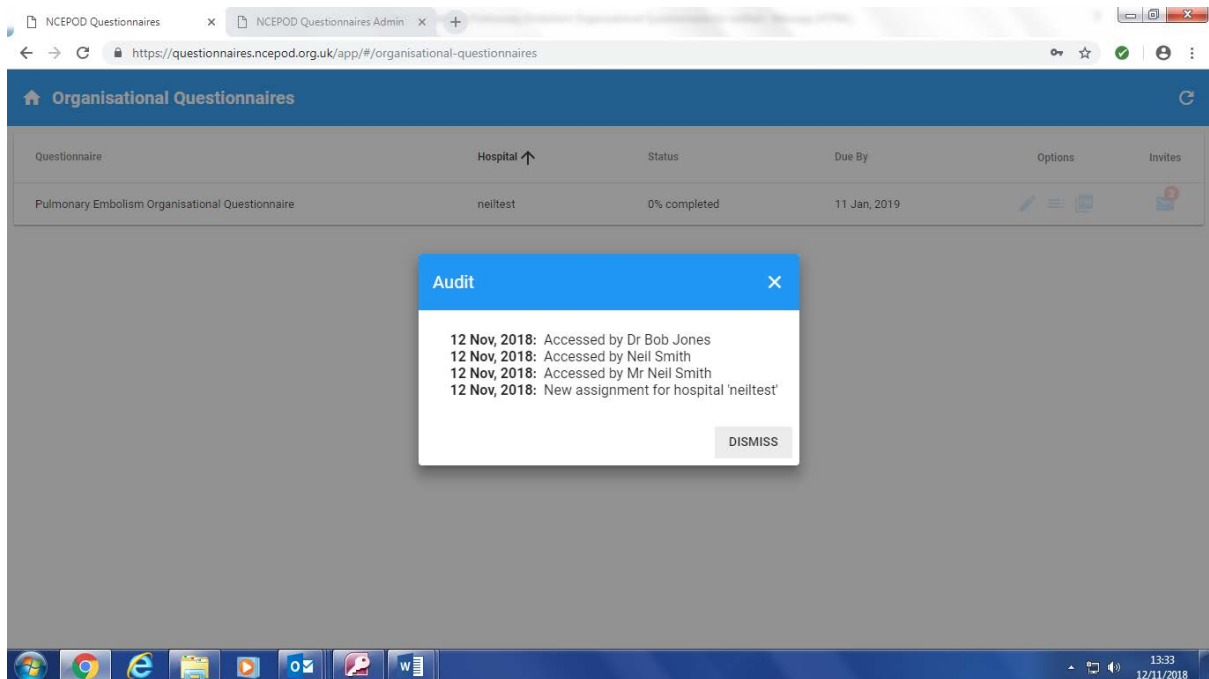 NCEPOD Questionnaires
NCEPOD Questionnaires Admin
https://questionnaires.ncepod.org.uk/app/#/organisational-questionnaires
Organisational Questionnaires
Questionnaire Hospital Status Due By Options Invites
Pulmonary Embolism Organisational Questionnaire neiltest 0% completed 11 Jan, 2019 2
Audit
12 Nov, 2018: Accessed by Dr Bob Jones
12 Nov, 2018: Accessed by Neil Smith
12 Nov, 2018: Accessed by Mr Neil Smith
12 Nov, 2018: New assignment for hospital 'neiltest'
DISMISS
13:33
12/11/2018